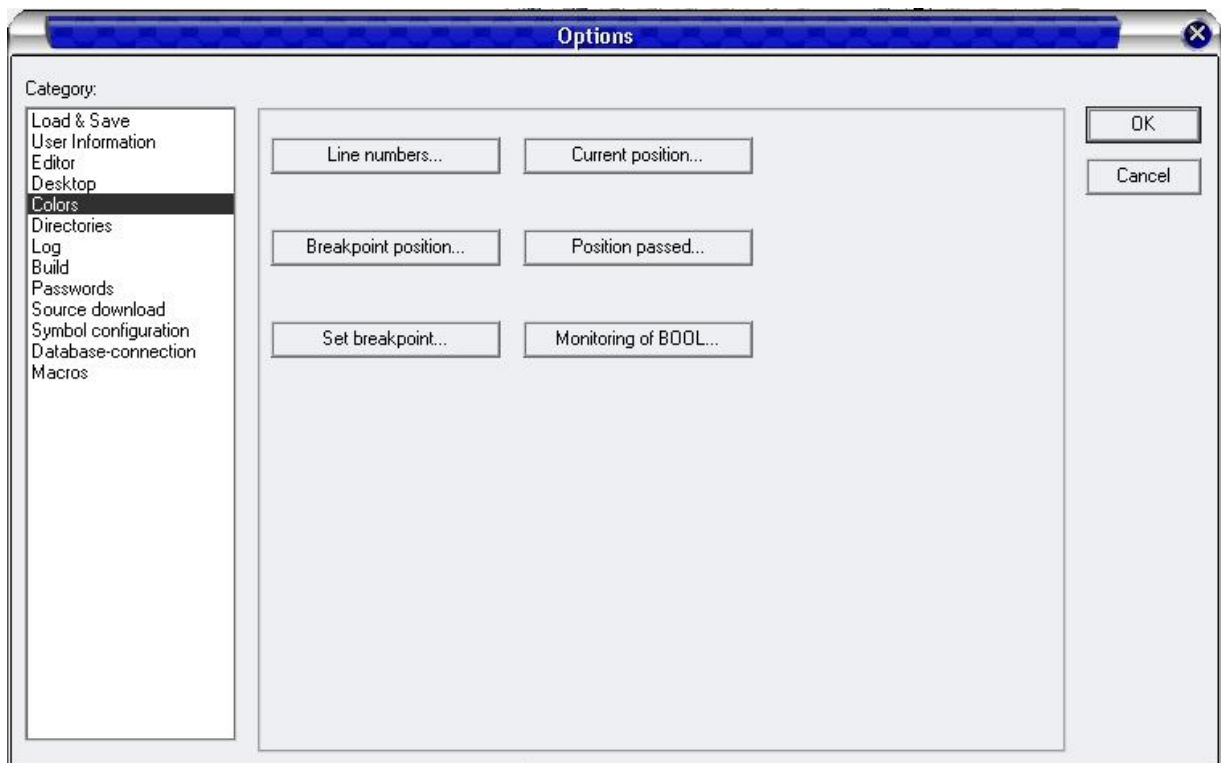 Options
Category:
Load & Save
User Information
Editor
Desktop
Colors
Directories
Log
Build
Passwords
Source download
Symbol configuration
Database-connection
Macros
Line numbers...
Current position...
Breakpoint position...
Position passed...
Set breakpoint...
Monitoring of BOOL...
OK
Cancel